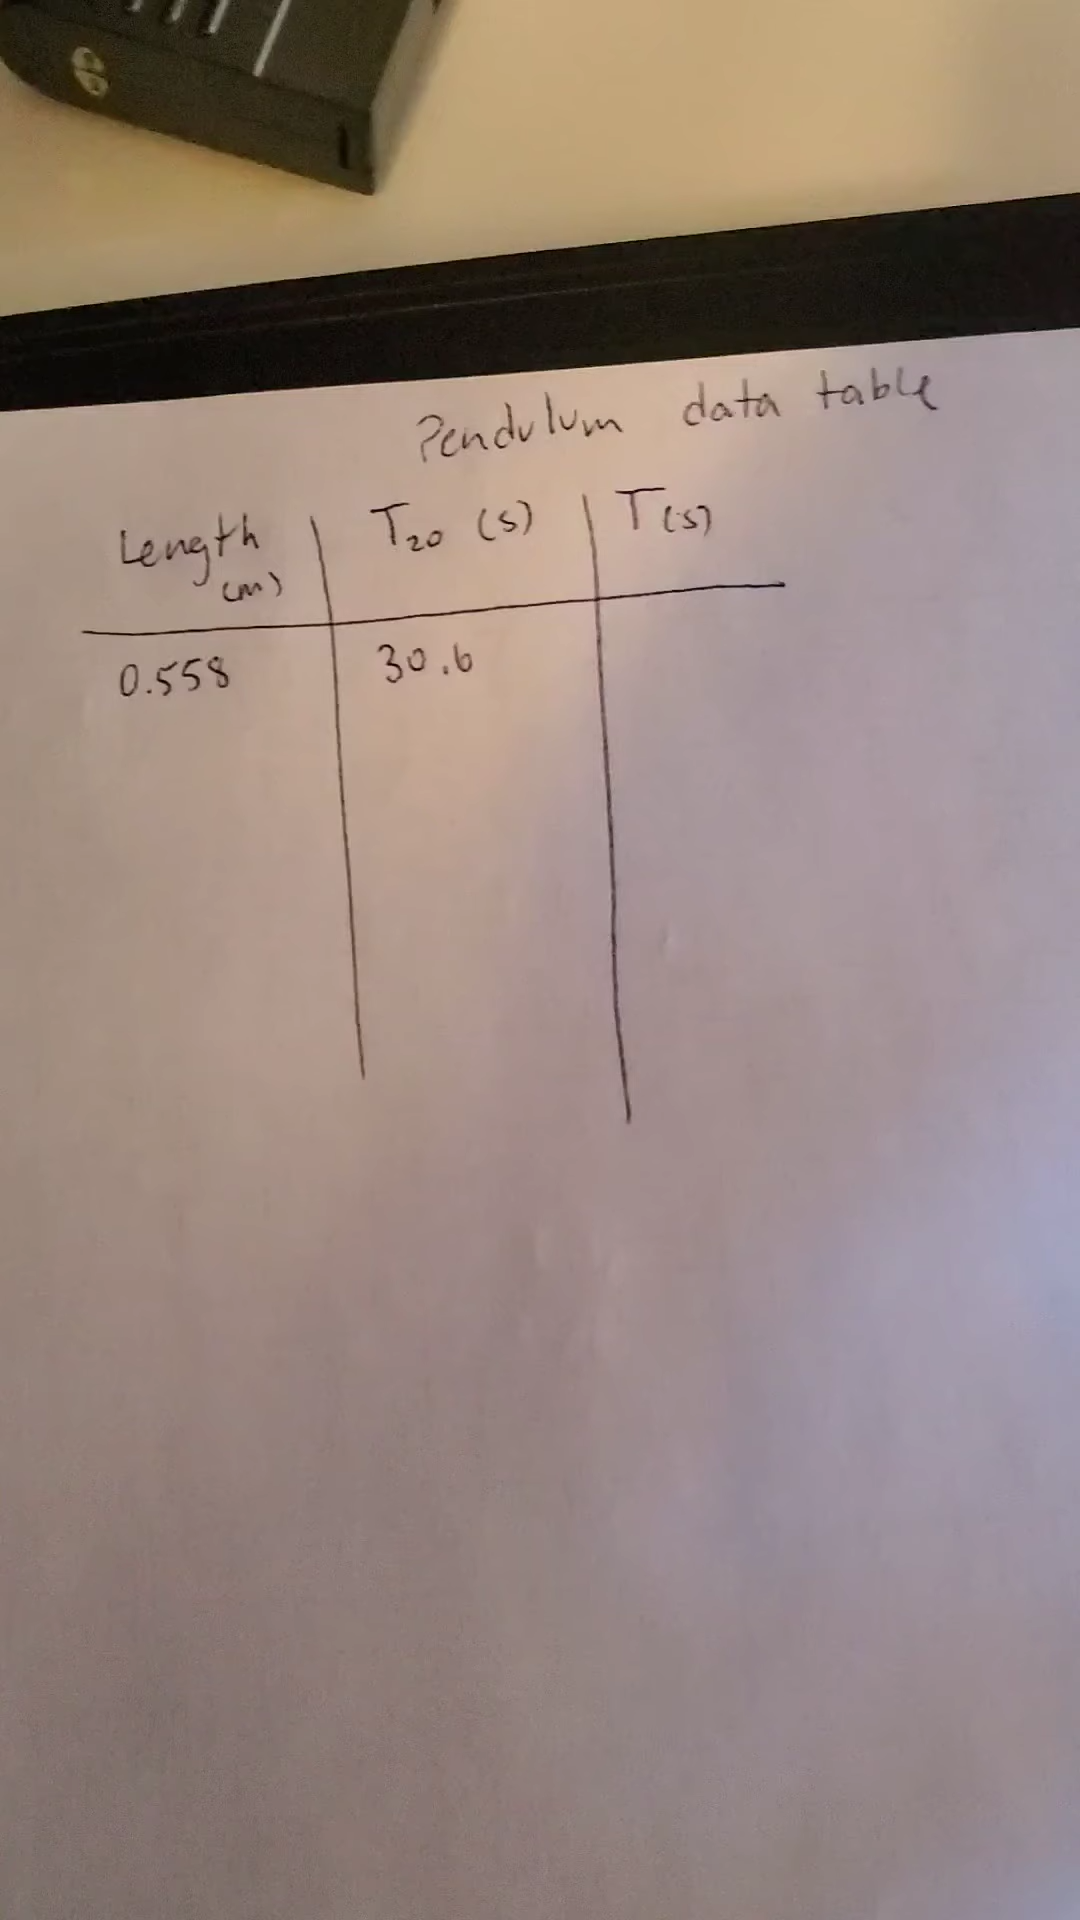 Pendulum data table
Length (m) T₂₀ (s) T(s)
0.558 30.6